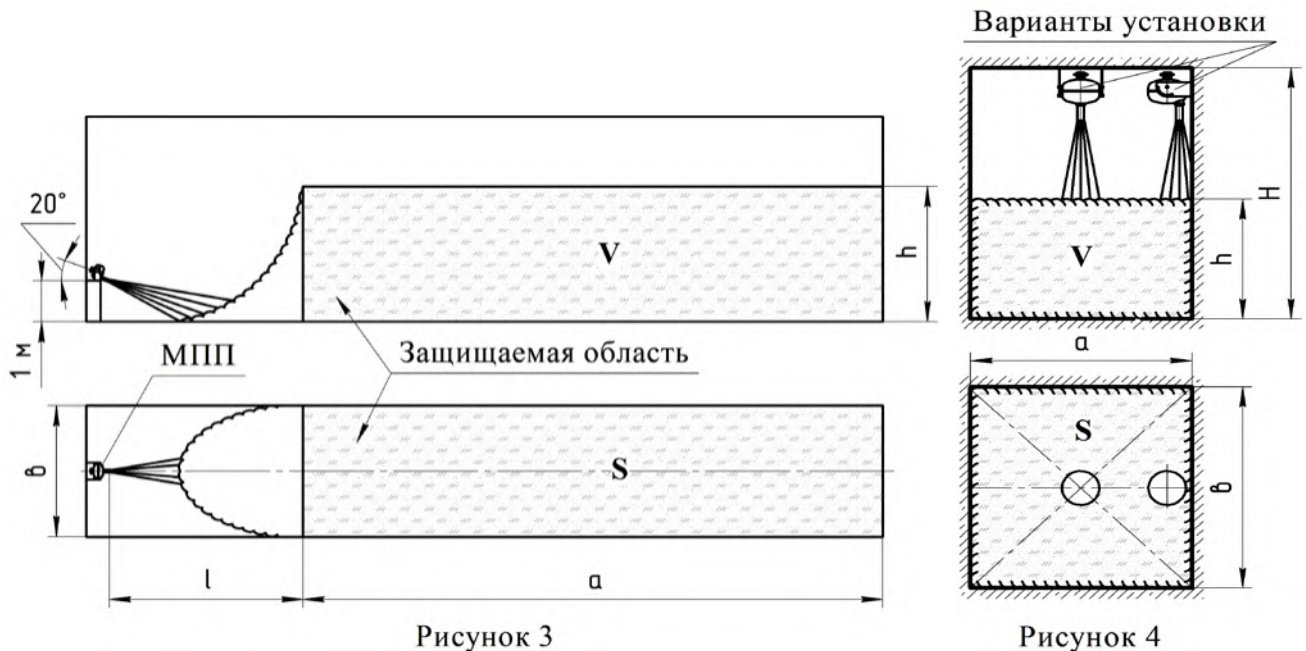 Варианты установки
20°
1 м
V
h
МПП
Защищаемая область
в
S
l
a
Рисунок 3
V
h
H
a
S
в
Рисунок 4